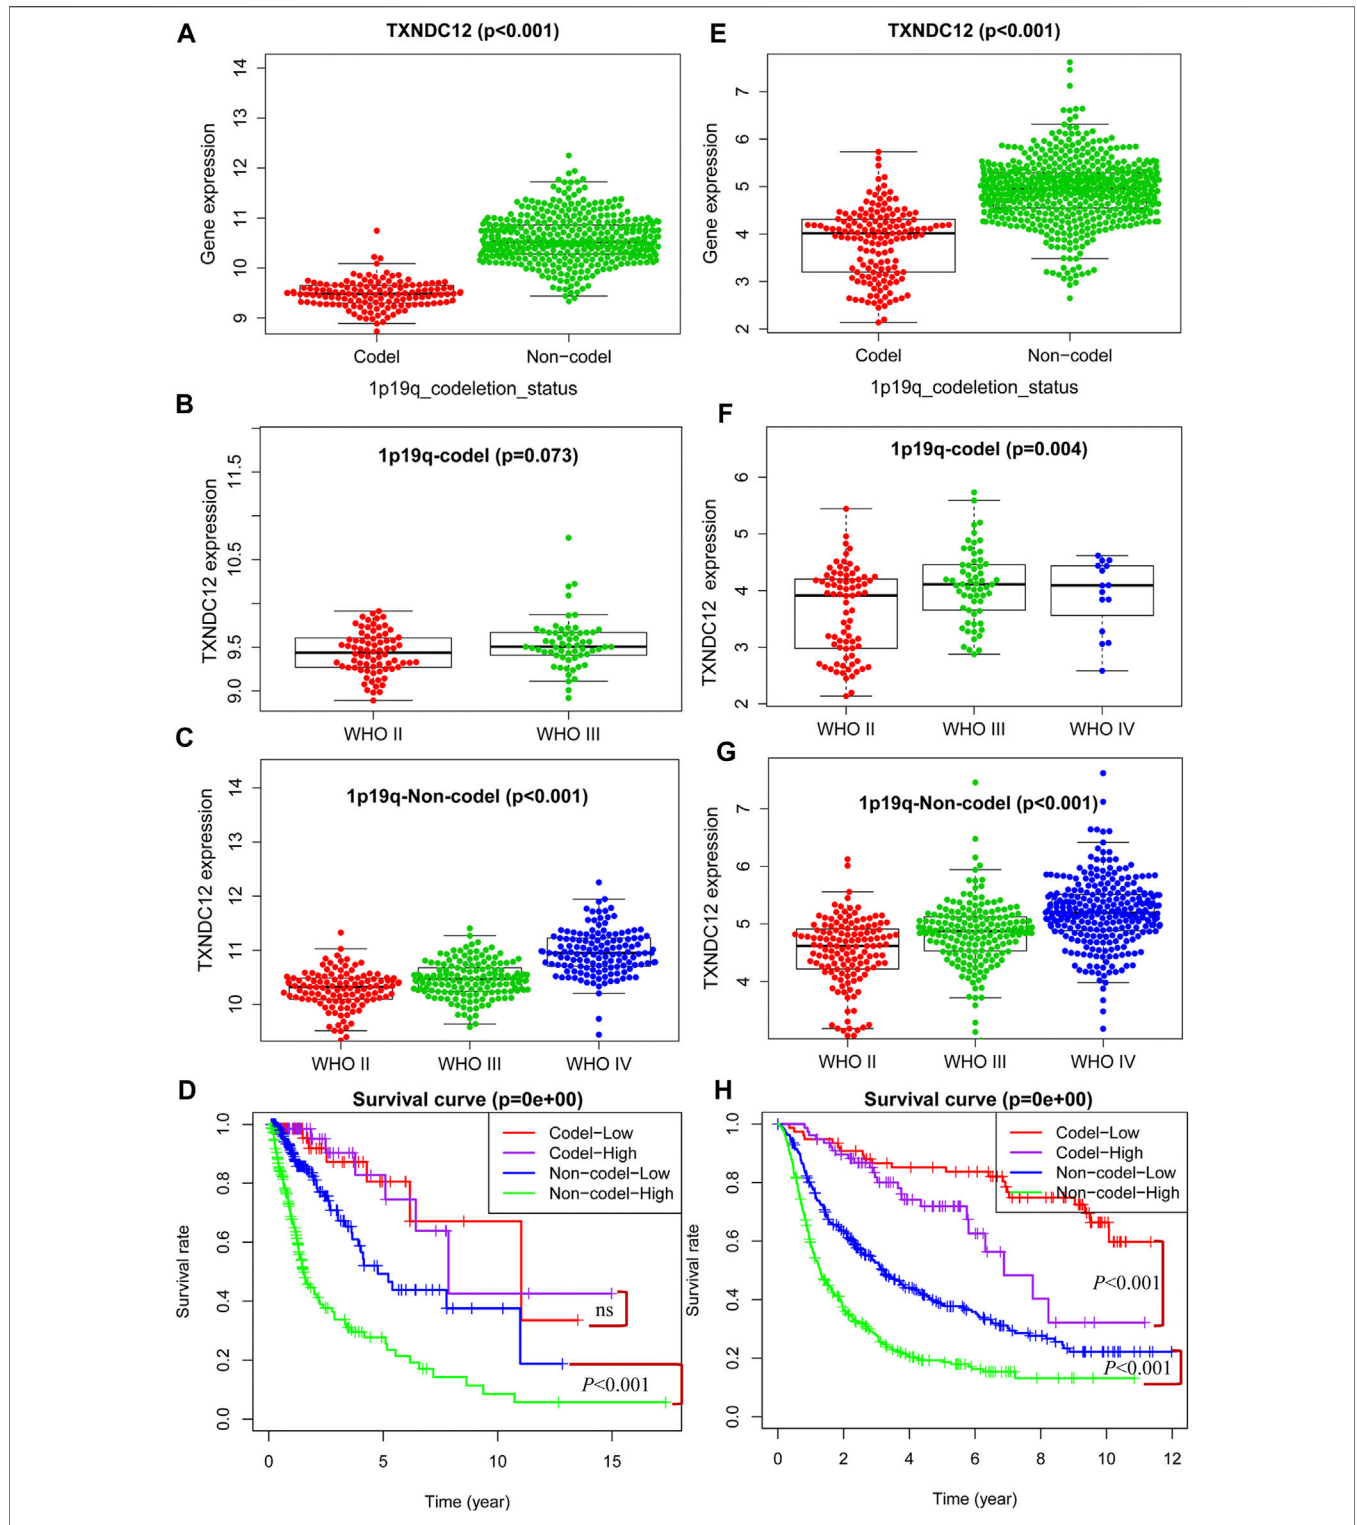 A
TXNDC12 (p<0.001)
Gene expression
14
13
12
11
10
9
Codel
Non−codel
1p19q_codeletion_status
E
TXNDC12 (p<0.001)
Gene expression
7
6
5
4
3
2
Codel
Non−codel
1p19q_codeletion_status
B
1p19q−codel (p=0.073)
TXNDC12 expression
11.5
10.5
9.5
9.0
WHO II
WHO III
F
1p19q−codel (p=0.004)
TXNDC12 expression
6
5
4
3
2
WHO II
WHO III
WHO IV
C
1p19q−Non−codel (p<0.001)
TXNDC12 expression
14
13
12
11
10
WHO II
WHO III
WHO IV
G
1p19q−Non−codel (p<0.001)
TXNDC12 expression
7
6
5
4
WHO II
WHO III
WHO IV
D
Survival curve (p=0e+00)
Codel−Low
Codel−High
Non−codel−Low
Non−codel−High
Survival rate
1.0
0.8
0.6
0.4
0.2
0.0
ns
P<0.001
0
5
10
15
Time (year)
H
Survival curve (p=0e+00)
Codel−Low
Codel−High
Non−codel−Low
Non−codel−High
Survival rate
1.0
0.8
0.6
0.4
0.2
0.0
P<0.001
P<0.001
0
2
4
6
8
10
12
Time (year)